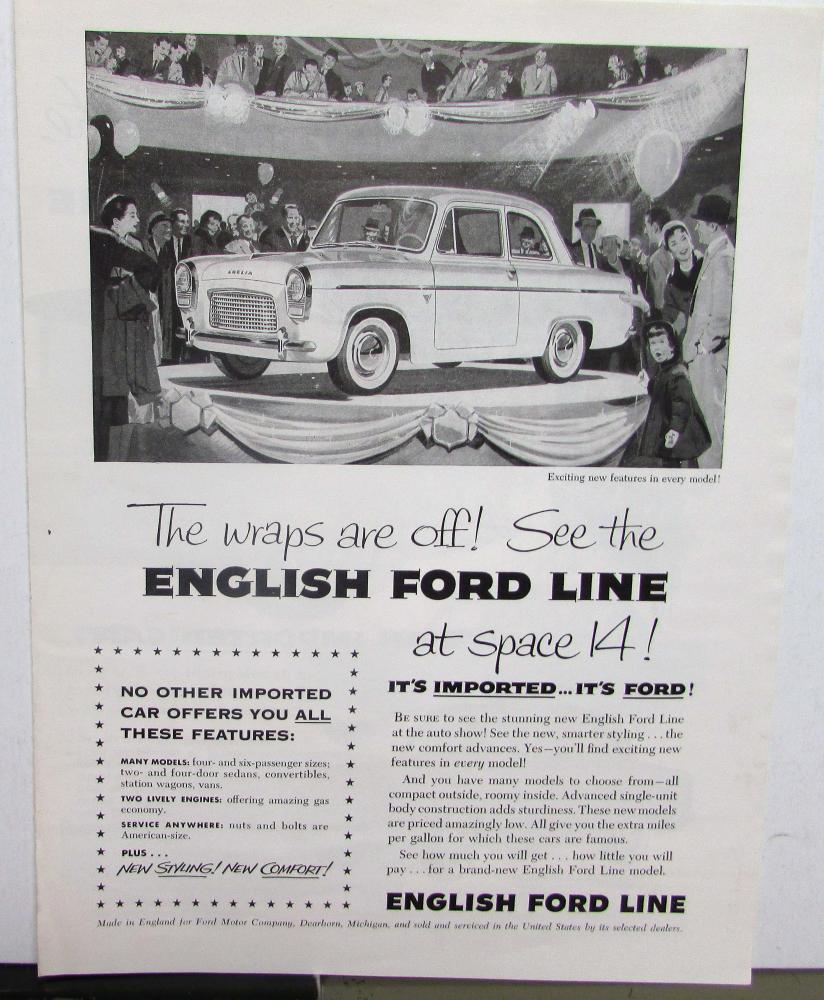 ANGLIA
Exciting new features in every model!
The wraps are off! See the
ENGLISH FORD LINE
at space 14!
NO OTHER IMPORTED
CAR OFFERS YOU ALL
THESE FEATURES:
MANY MODELS: four- and six-passenger sizes;
two- and four-door sedans, convertibles,
station wagons, vans.
TWO LIVELY ENGINES: offering amazing gas
economy.
SERVICE ANYWHERE: nuts and bolts are
American-size.
PLUS . . .
NEW STYLING! NEW COMFORT!
IT'S IMPORTED...IT'S FORD!
BE SURE to see the stunning new English Ford Line
at the auto show! See the new, smarter styling . . . the
new comfort advances. Yes—you'll find exciting new
features in every model!
And you have many models to choose from—all
compact outside, roomy inside. Advanced single-unit
body construction adds sturdiness. These new models
are priced amazingly low. All give you the extra miles
per gallon for which these cars are famous.
See how much you will get . . . how little you will
pay . . . for a brand-new English Ford Line model.
ENGLISH FORD LINE
Made in England for Ford Motor Company, Dearborn, Michigan, and sold and serviced in the United States by its selected dealers.